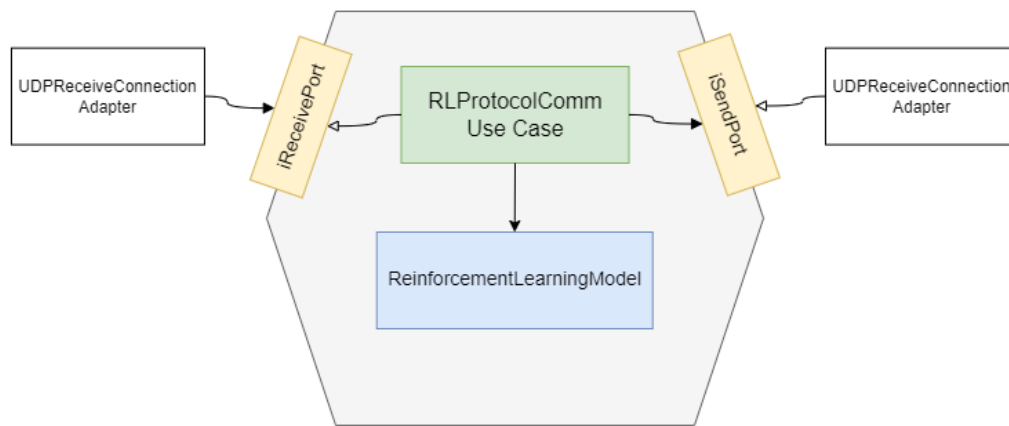 UDPReceiveConnection
Adapter
iReceivePort
RLProtocolComm
Use Case
iSendPort
UDPReceiveConnection
Adapter
ReinforcementLearningModel